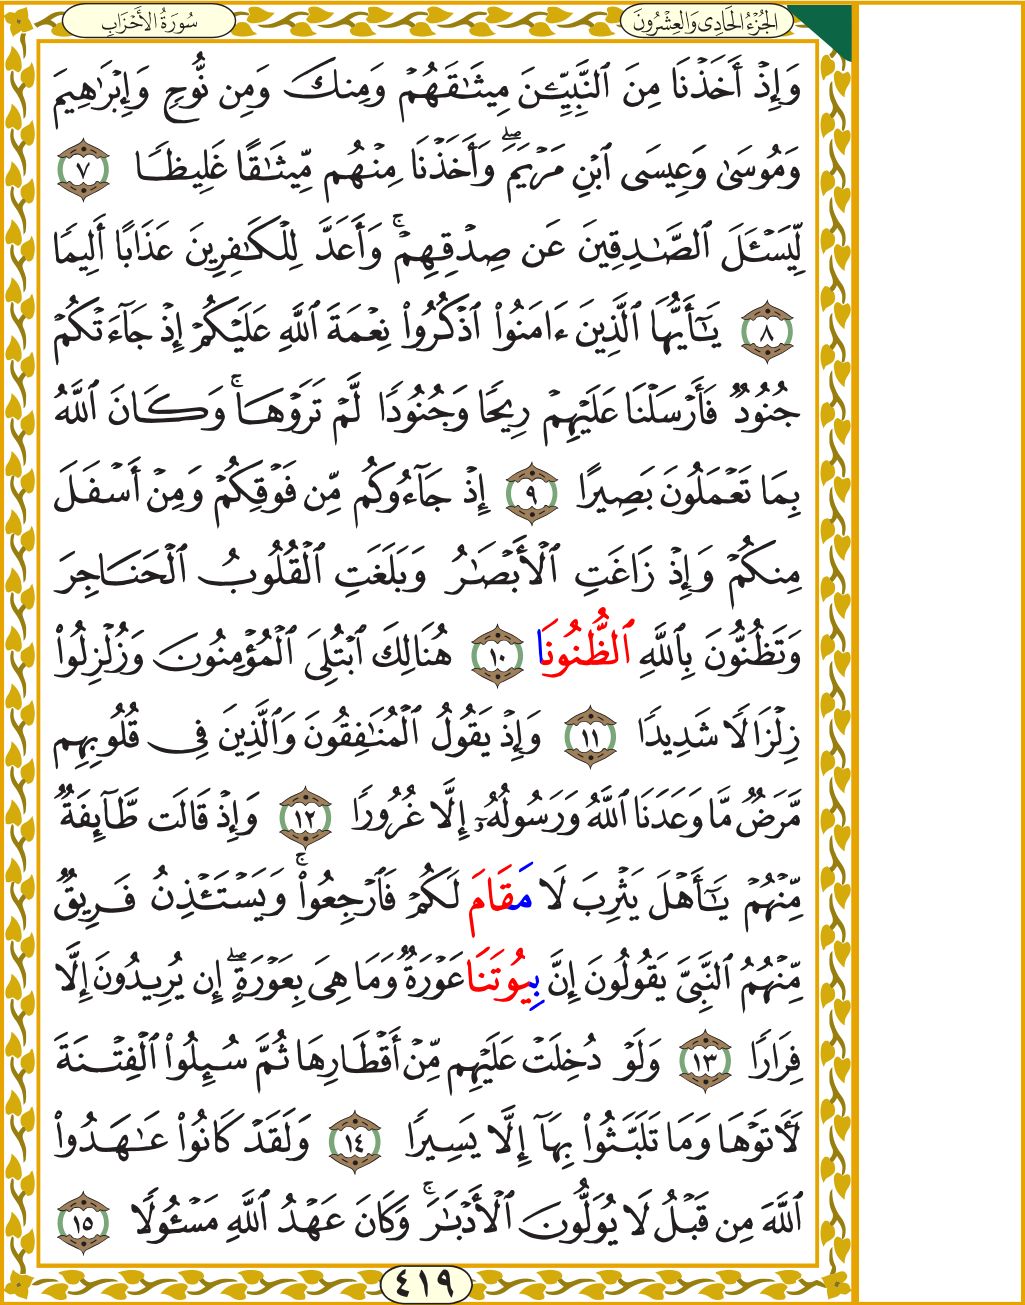 الجُزْءُ الحَادِى وَالعِشْرُونَ
سُورَةُ الأَحْزَابِ
وَإِذْ أَخَذْنَا مِنَ ٱلنَّبِيِّـۧنَ مِيثَٰقَهُمْ وَمِنكَ وَمِن نُّوحٍ وَإِبْرَٰهِيمَ
وَمُوسَىٰ وَعِيسَى ٱبْنِ مَرْيَمَۖ وَأَخَذْنَا مِنْهُم مِّيثَٰقًا غَلِيظًا ٧
لِّيَسْـَٔلَ ٱلصَّٰدِقِينَ عَن صِدْقِهِمْۚ وَأَعَدَّ لِلْكَٰفِرِينَ عَذَابًا أَلِيمًا
٨ يَٰٓأَيُّهَا ٱلَّذِينَ ءَامَنُوا۟ ٱذْكُرُوا۟ نِعْمَةَ ٱللَّهِ عَلَيْكُمْ إِذْ جَآءَتْكُمْ
جُنُودٌ فَأَرْسَلْنَا عَلَيْهِمْ رِيحًا وَجُنُودًا لَّمْ تَرَوْهَاۚ وَكَانَ ٱللَّهُ
بِمَا تَعْمَلُونَ بَصِيرًا ٩ إِذْ جَآءُوكُم مِّن فَوْقِكُمْ وَمِنْ أَسْفَلَ
مِنكُمْ وَإِذْ زَاغَتِ ٱلْأَبْصَٰرُ وَبَلَغَتِ ٱلْقُلُوبُ ٱلْحَنَاجِرَ
وَتَظُنُّونَ بِٱللَّهِ ٱلظُّنُونَا ١٠ هُنَالِكَ ٱبْتُلِىَ ٱلْمُؤْمِنُونَ وَزُلْزِلُوا۟
زِلْزَالًا شَدِيدًا ١١ وَإِذْ يَقُولُ ٱلْمُنَٰفِقُونَ وَٱلَّذِينَ فِى قُلُوبِهِم
مَّرَضٌ مَّا وَعَدَنَا ٱللَّهُ وَرَسُولُهُۥٓ إِلَّا غُرُورًا ١٢ وَإِذْ قَالَت طَّآئِفَةٌ
مِّنْهُمْ يَٰٓأَهْلَ يَثْرِبَ لَا مَقَامَ لَكُمْ فَٱرْجِعُوا۟ۚ وَيَسْتَـْٔذِنُ فَرِيقٌ
مِّنْهُمُ ٱلنَّبِىَّ يَقُولُونَ إِنَّ بِيُوتَنَا عَوْرَةٌ وَمَا هِىَ بِعَوْرَةٍۖ إِن يُرِيدُونَ إِلَّا
فِرَارًا ١٣ وَلَوْ دُخِلَتْ عَلَيْهِم مِّنْ أَقْطَارِهَا ثُمَّ سُئِلُوا۟ ٱلْفِتْنَةَ
لَـَٔاتَوْهَا وَمَا تَلَبَّثُوا۟ بِهَآ إِلَّا يَسِيرًا ١٤ وَلَقَدْ كَانُوا۟ عَٰهَدُوا۟
ٱللَّهَ مِن قَبْلُ لَا يُوَلُّونَ ٱلْأَدْبَٰرَۚ وَكَانَ عَهْدُ ٱللَّهِ مَسْـُٔولًا ١٥
٤١٩